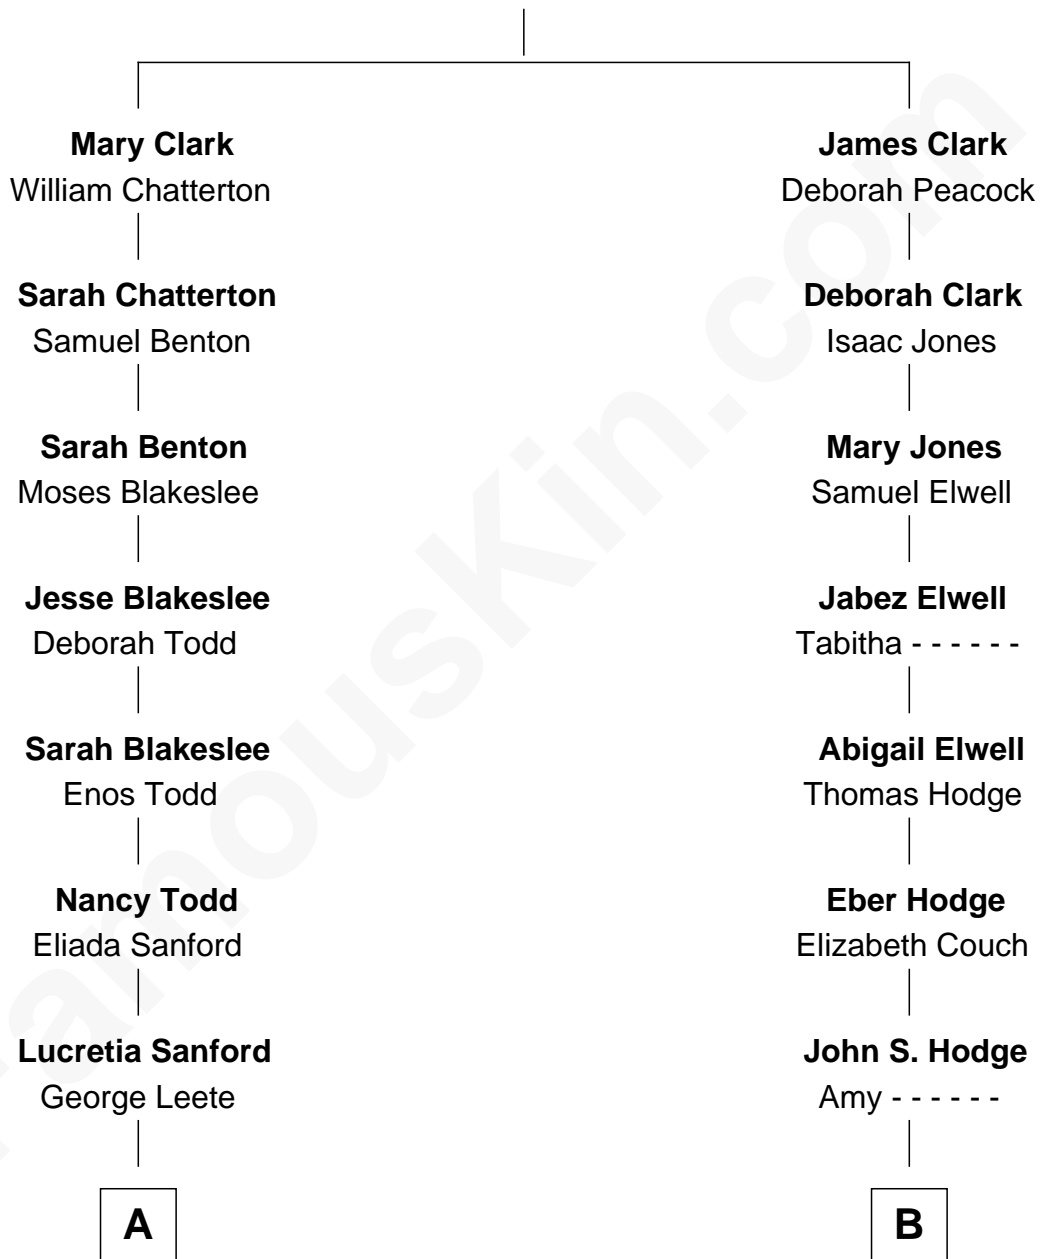 Mary Clark
William Chatterton
James Clark
Deborah Peacock
Sarah Chatterton
Samuel Benton
Deborah Clark
Isaac Jones
Sarah Benton
Moses Blakeslee
Mary Jones
Samuel Elwell
Jesse Blakeslee
Deborah Todd
Jabez Elwell
Tabitha - - - - - -
Sarah Blakeslee
Enos Todd
Abigail Elwell
Thomas Hodge
Nancy Todd
Eliada Sanford
Eber Hodge
Elizabeth Couch
Lucretia Sanford
George Leete
John S. Hodge
Amy - - - - - -
A
B
FamousKin.com